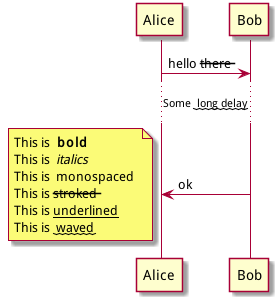 Alice Bob
hello there
Some long delay
This is bold
This is italics
This is monospaced
This is stroked
This is underlined
This is waved
ok
Alice Bob